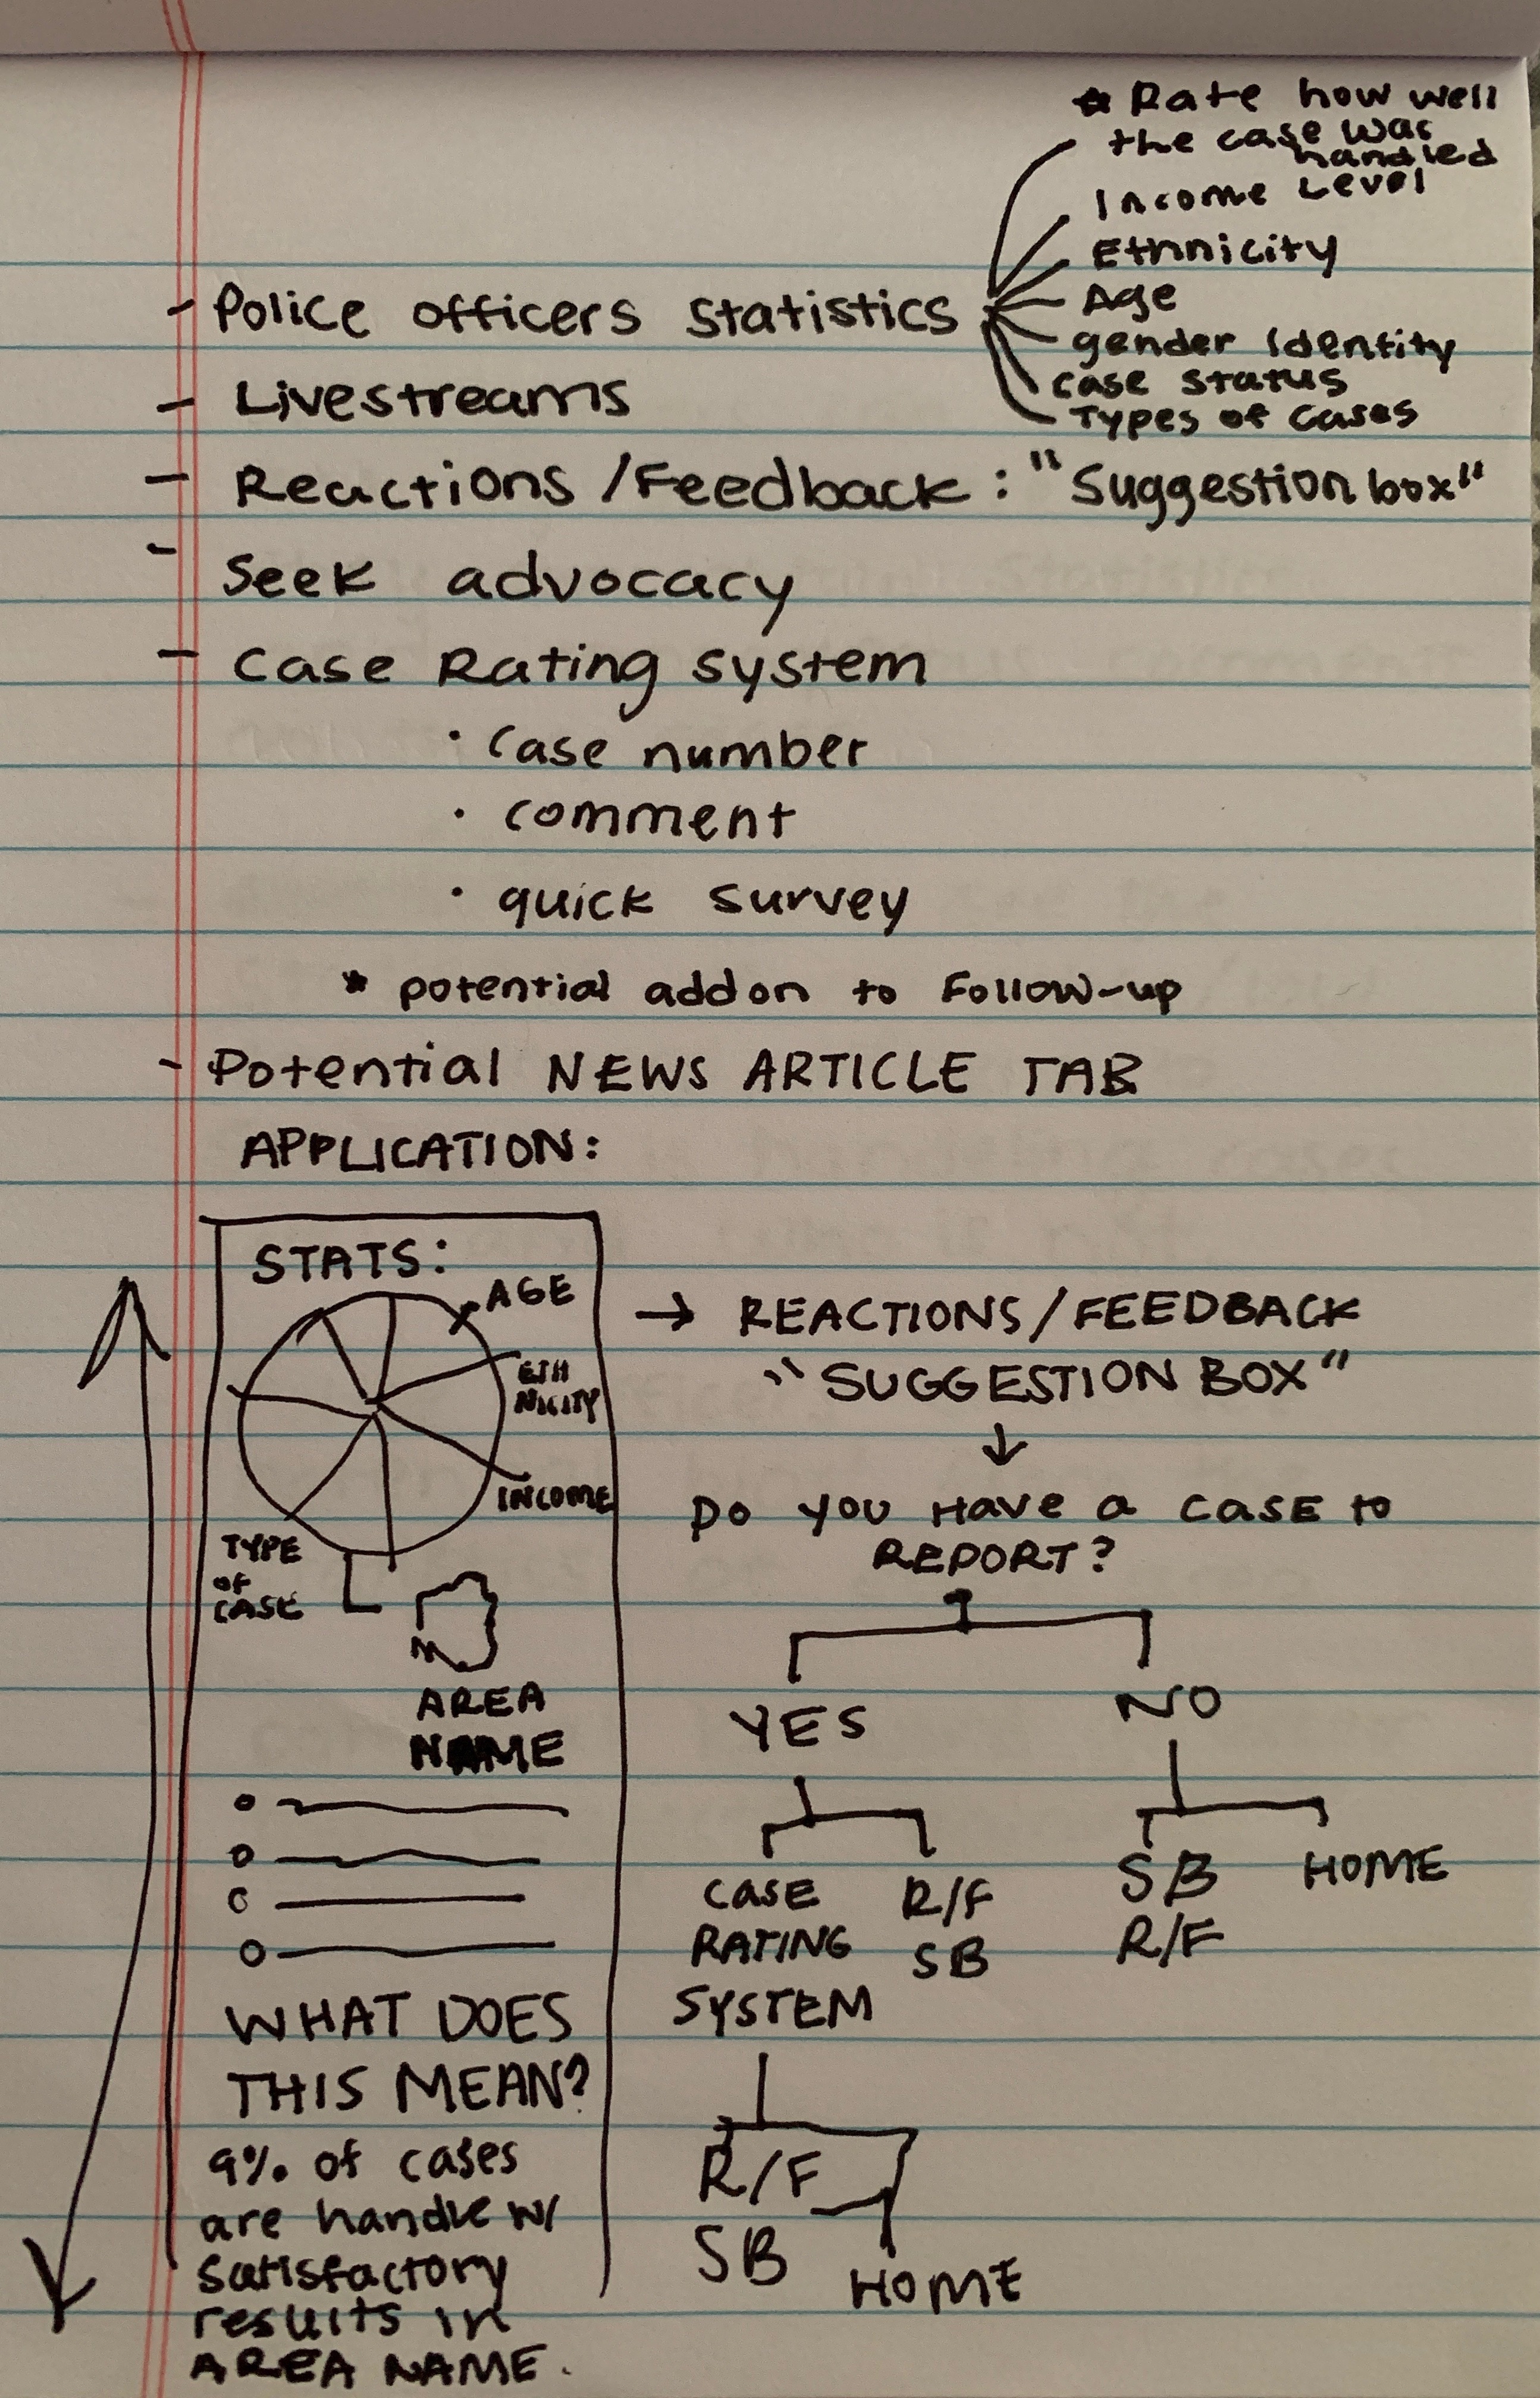 * Rate how well
the case was
handled
Income Level
Ethnicity
Age
gender identity
case status
Types of cases
- Police officers statistics
- Livestreams
- Reactions/Feedback: "Suggestion box"
- Seek advocacy
- Case Rating system
· Case number
· comment
· quick survey
* potential add on to Follow-up
- Potential NEWS ARTICLE TAB
APPLICATION:
STATS:
AGE
ETH
NICITY
INCOME
TYPE
OF
CASE
AREA
NAME
WHAT DOES
THIS MEAN?
9% of cases
are handle w/
satisfactory
results in
AREA NAME.
→ REACTIONS/FEEDBACK
"SUGGESTION BOX"
↓
DO YOU HAVE a CASE to
REPORT?
YES
NO
CASE
RATING
SYSTEM
R/F
SB
SB
R/F
HOME
R/F
SB
HOME